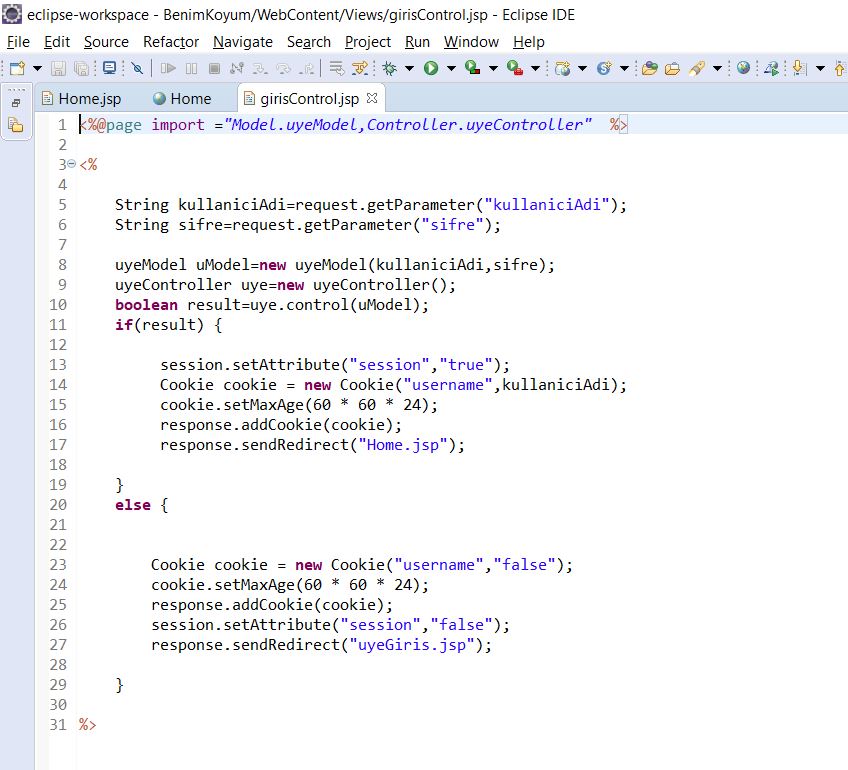 eclipse-workspace - BenimKoyum/WebContent/Views/girisControl.jsp - Eclipse IDE
File Edit Source Refactor Navigate Search Project Run Window Help
Home.jsp Home girisControl.jsp
1 <%@page import ="Model.uyeModel,Controller.uyeController"  %>
2
3 <%
4
5     String kullaniciAdi=request.getParameter("kullaniciAdi");
6     String sifre=request.getParameter("sifre");
7
8     uyeModel uModel=new uyeModel(kullaniciAdi,sifre);
9     uyeController uye=new uyeController();
10     boolean result=uye.control(uModel);
11     if(result) {
12
13          session.setAttribute("session","true");
14          Cookie cookie = new Cookie("username",kullaniciAdi);
15          cookie.setMaxAge(60 * 60 * 24);
16          response.addCookie(cookie);
17          response.sendRedirect("Home.jsp");
18
19     }
20     else {
21
22
23         Cookie cookie = new Cookie("username","false");
24         cookie.setMaxAge(60 * 60 * 24);
25         response.addCookie(cookie);
26         session.setAttribute("session","false");
27         response.sendRedirect("uyeGiris.jsp");
28
29     }
30
31 %>